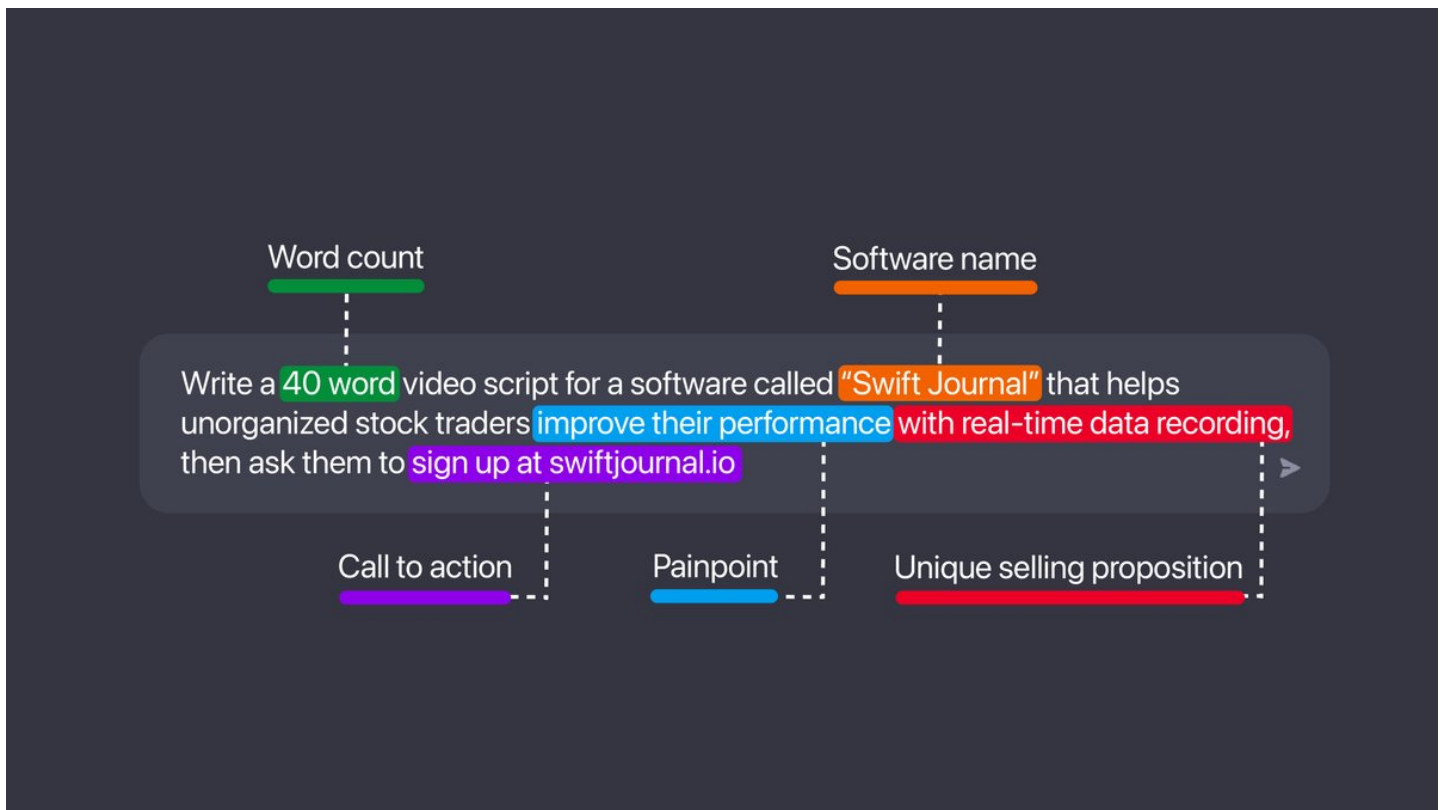 Word count
Software name
Write a 40 word video script for a software called “Swift Journal” that helps
unorganized stock traders improve their performance with real-time data recording,
then ask them to sign up at swiftjournal.io
Call to action
Painpoint
Unique selling proposition